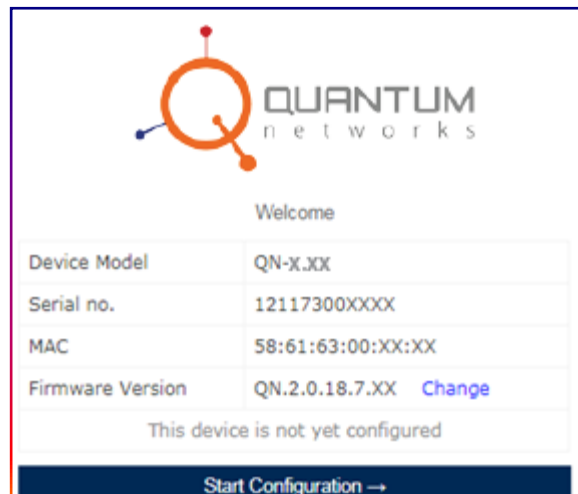 QUANTUM
networks
Welcome
Device Model QN-X.XX
Serial no. 12117300XXXX
MAC 58:61:63:00:XX:XX
Firmware Version QN.2.0.18.7.XX Change
This device is not yet configured
Start Configuration →